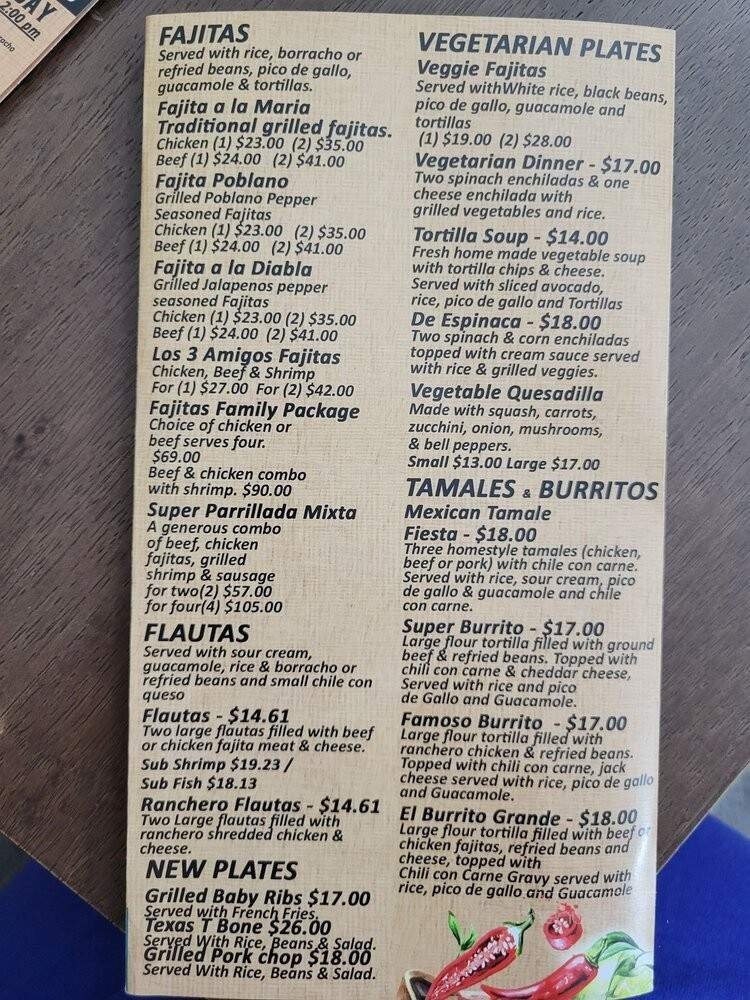 DAY
2:00 pm
FAJITAS
Served with rice, borracho or
refried beans, pico de gallo,
guacamole & tortillas.
Fajita a la Maria
Traditional grilled fajitas.
Chicken (1) $23.00 (2) $35.00
Beef (1) $24.00 (2) $41.00
Fajita Poblano
Grilled Poblano Pepper
Seasoned Fajitas
Chicken (1) $23.00 (2) $35.00
Beef (1) $24.00 (2) $41.00
Fajita a la Diabla
Grilled Jalapenos pepper
seasoned Fajitas
Chicken (1) $23.00 (2) $35.00
Beef (1) $24.00 (2) $41.00
Los 3 Amigos Fajitas
Chicken, Beef & Shrimp
For (1) $27.00 For (2) $42.00
Fajitas Family Package
Choice of chicken or
beef serves four.
$69.00
Beef & chicken combo
with shrimp. $90.00
Super Parrillada Mixta
A generous combo
of beef, chicken
fajitas, grilled
shrimp & sausage
for two(2) $57.00
for four(4) $105.00
FLAUTAS
Served with sour cream,
guacamole, rice & borracho or
refried beans and small chile con
queso
Flautas - $14.61
Two large flautas filled with beef
or chicken fajita meat & cheese.
Sub Shrimp $19.23 /
Sub Fish $18.13
Ranchero Flautas - $14.61
Two Large flautas filled with
ranchero shredded chicken &
cheese.
NEW PLATES
Grilled Baby Ribs $17.00
Served with French Fries.
Texas T Bone $26.00
Served With Rice, Beans & Salad.
Grilled Pork chop $18.00
Served With Rice, Beans & Salad.
VEGETARIAN PLATES
Veggie Fajitas
Served withWhite rice, black beans,
pico de gallo, guacamole and
tortillas
(1) $19.00 (2) $28.00
Vegetarian Dinner - $17.00
Two spinach enchiladas & one
cheese enchilada with
grilled vegetables and rice.
Tortilla Soup - $14.00
Fresh home made vegetable soup
with tortilla chips & cheese.
Served with sliced avocado,
rice, pico de gallo and Tortillas
De Espinaca - $18.00
Two spinach & corn enchiladas
topped with cream sauce served
with rice & grilled veggies.
Vegetable Quesadilla
Made with squash, carrots,
zucchini, onion, mushrooms,
& bell peppers.
Small $13.00 Large $17.00
TAMALES & BURRITOS
Mexican Tamale
Fiesta - $18.00
Three homestyle tamales (chicken,
beef or pork) with chile con carne.
Served with rice, sour cream, pico
de gallo & guacamole and chile
con carne.
Super Burrito - $17.00
Large flour tortilla filled with ground
beef & refried beans. Topped with
chili con carne & cheddar cheese,
Served with rice and pico
de Gallo and Guacamole.
Famoso Burrito - $17.00
Large flour tortilla filled with
ranchero chicken & refried beans.
Topped with chili con carne, jack
cheese served with rice, pico de gallo
and Guacamole.
El Burrito Grande - $18.00
Large flour tortilla filled with beef or
chicken fajitas, refried beans and
cheese, topped with
Chili con Carne Gravy served with
rice, pico de gallo and Guacamole